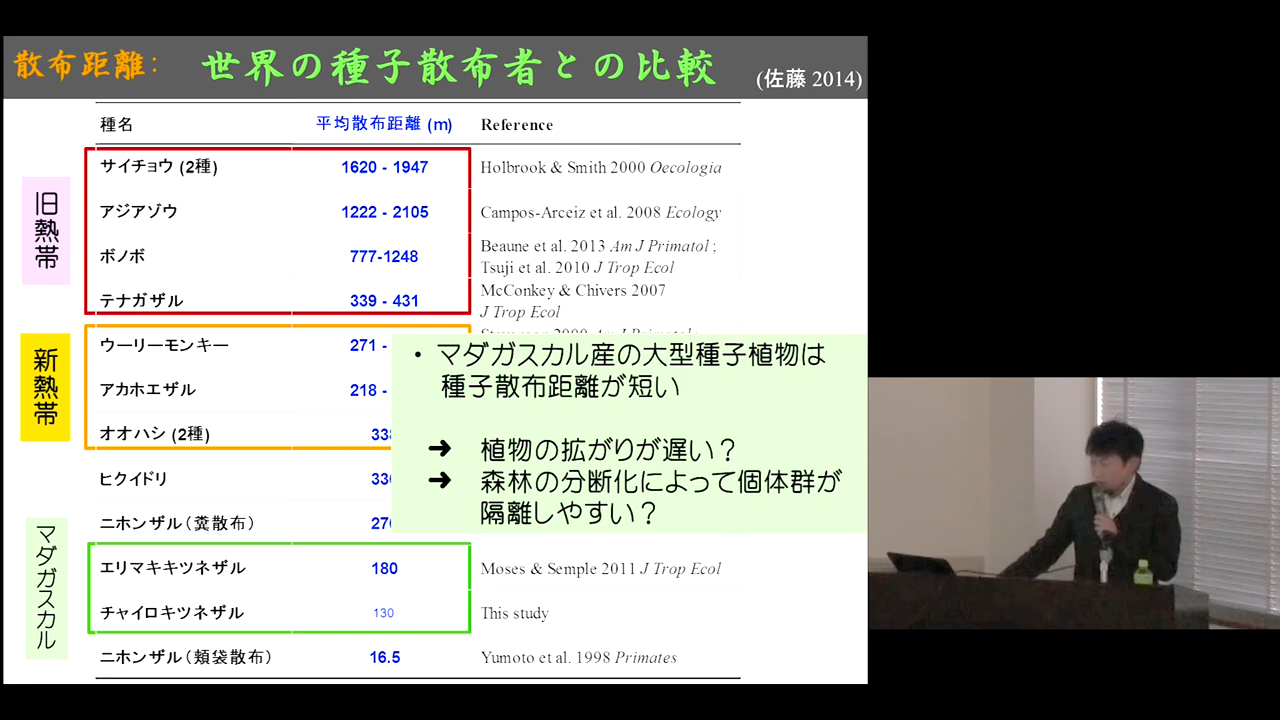 散布距離: 世界の種子散布者との比較 (佐藤 2014)
種名 平均散布距離 (m) Reference
旧熱帯
サイチョウ (2種) 1620 - 1947 Holbrook & Smith 2000 Oecologia
アジアゾウ 1222 - 2105 Campos-Arceiz et al. 2008 Ecology
ボノボ 777-1248 Beaune et al. 2013 Am J Primatol ;
Tsuji et al. 2010 J Trop Ecol
テナガザル 339 - 431 McConkey & Chivers 2007
J Trop Ecol
新熱帯
ウーリーモンキー 271 -
アカホエザル 218 -
オオハシ (2種)
ヒクイドリ
ニホンザル（糞散布）
・ マダガスカル産の大型種子植物は
種子散布距離が短い
➜ 植物の拡がりが遅い？
➜ 森林の分断化によって個体群が
隔離しやすい？
マダガスカル
エリマキキツネザル 180 Moses & Semple 2011 J Trop Ecol
チャイロキツネザル 130 This study
ニホンザル（頬袋散布） 16.5 Yumoto et al. 1998 Primates